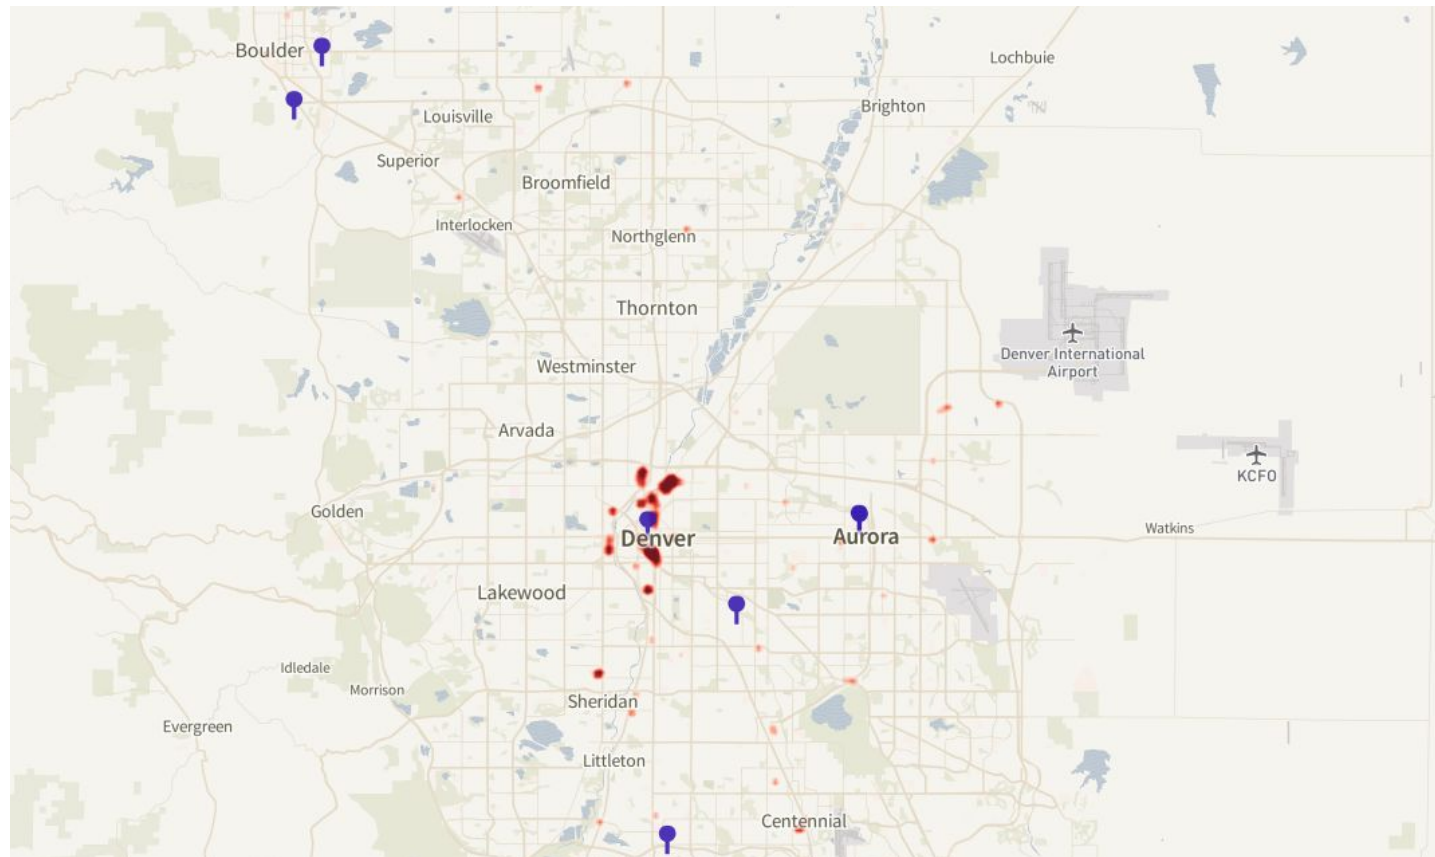 Boulder
Lochbuie
Brighton
Louisville
Superior
Broomfield
Interlocken
Northglenn
Thornton
Denver International
Airport
Westminster
Arvada
KCFO
Golden
Watkins
Denver
Aurora
Lakewood
Idledale
Morrison
Sheridan
Evergreen
Littleton
Centennial